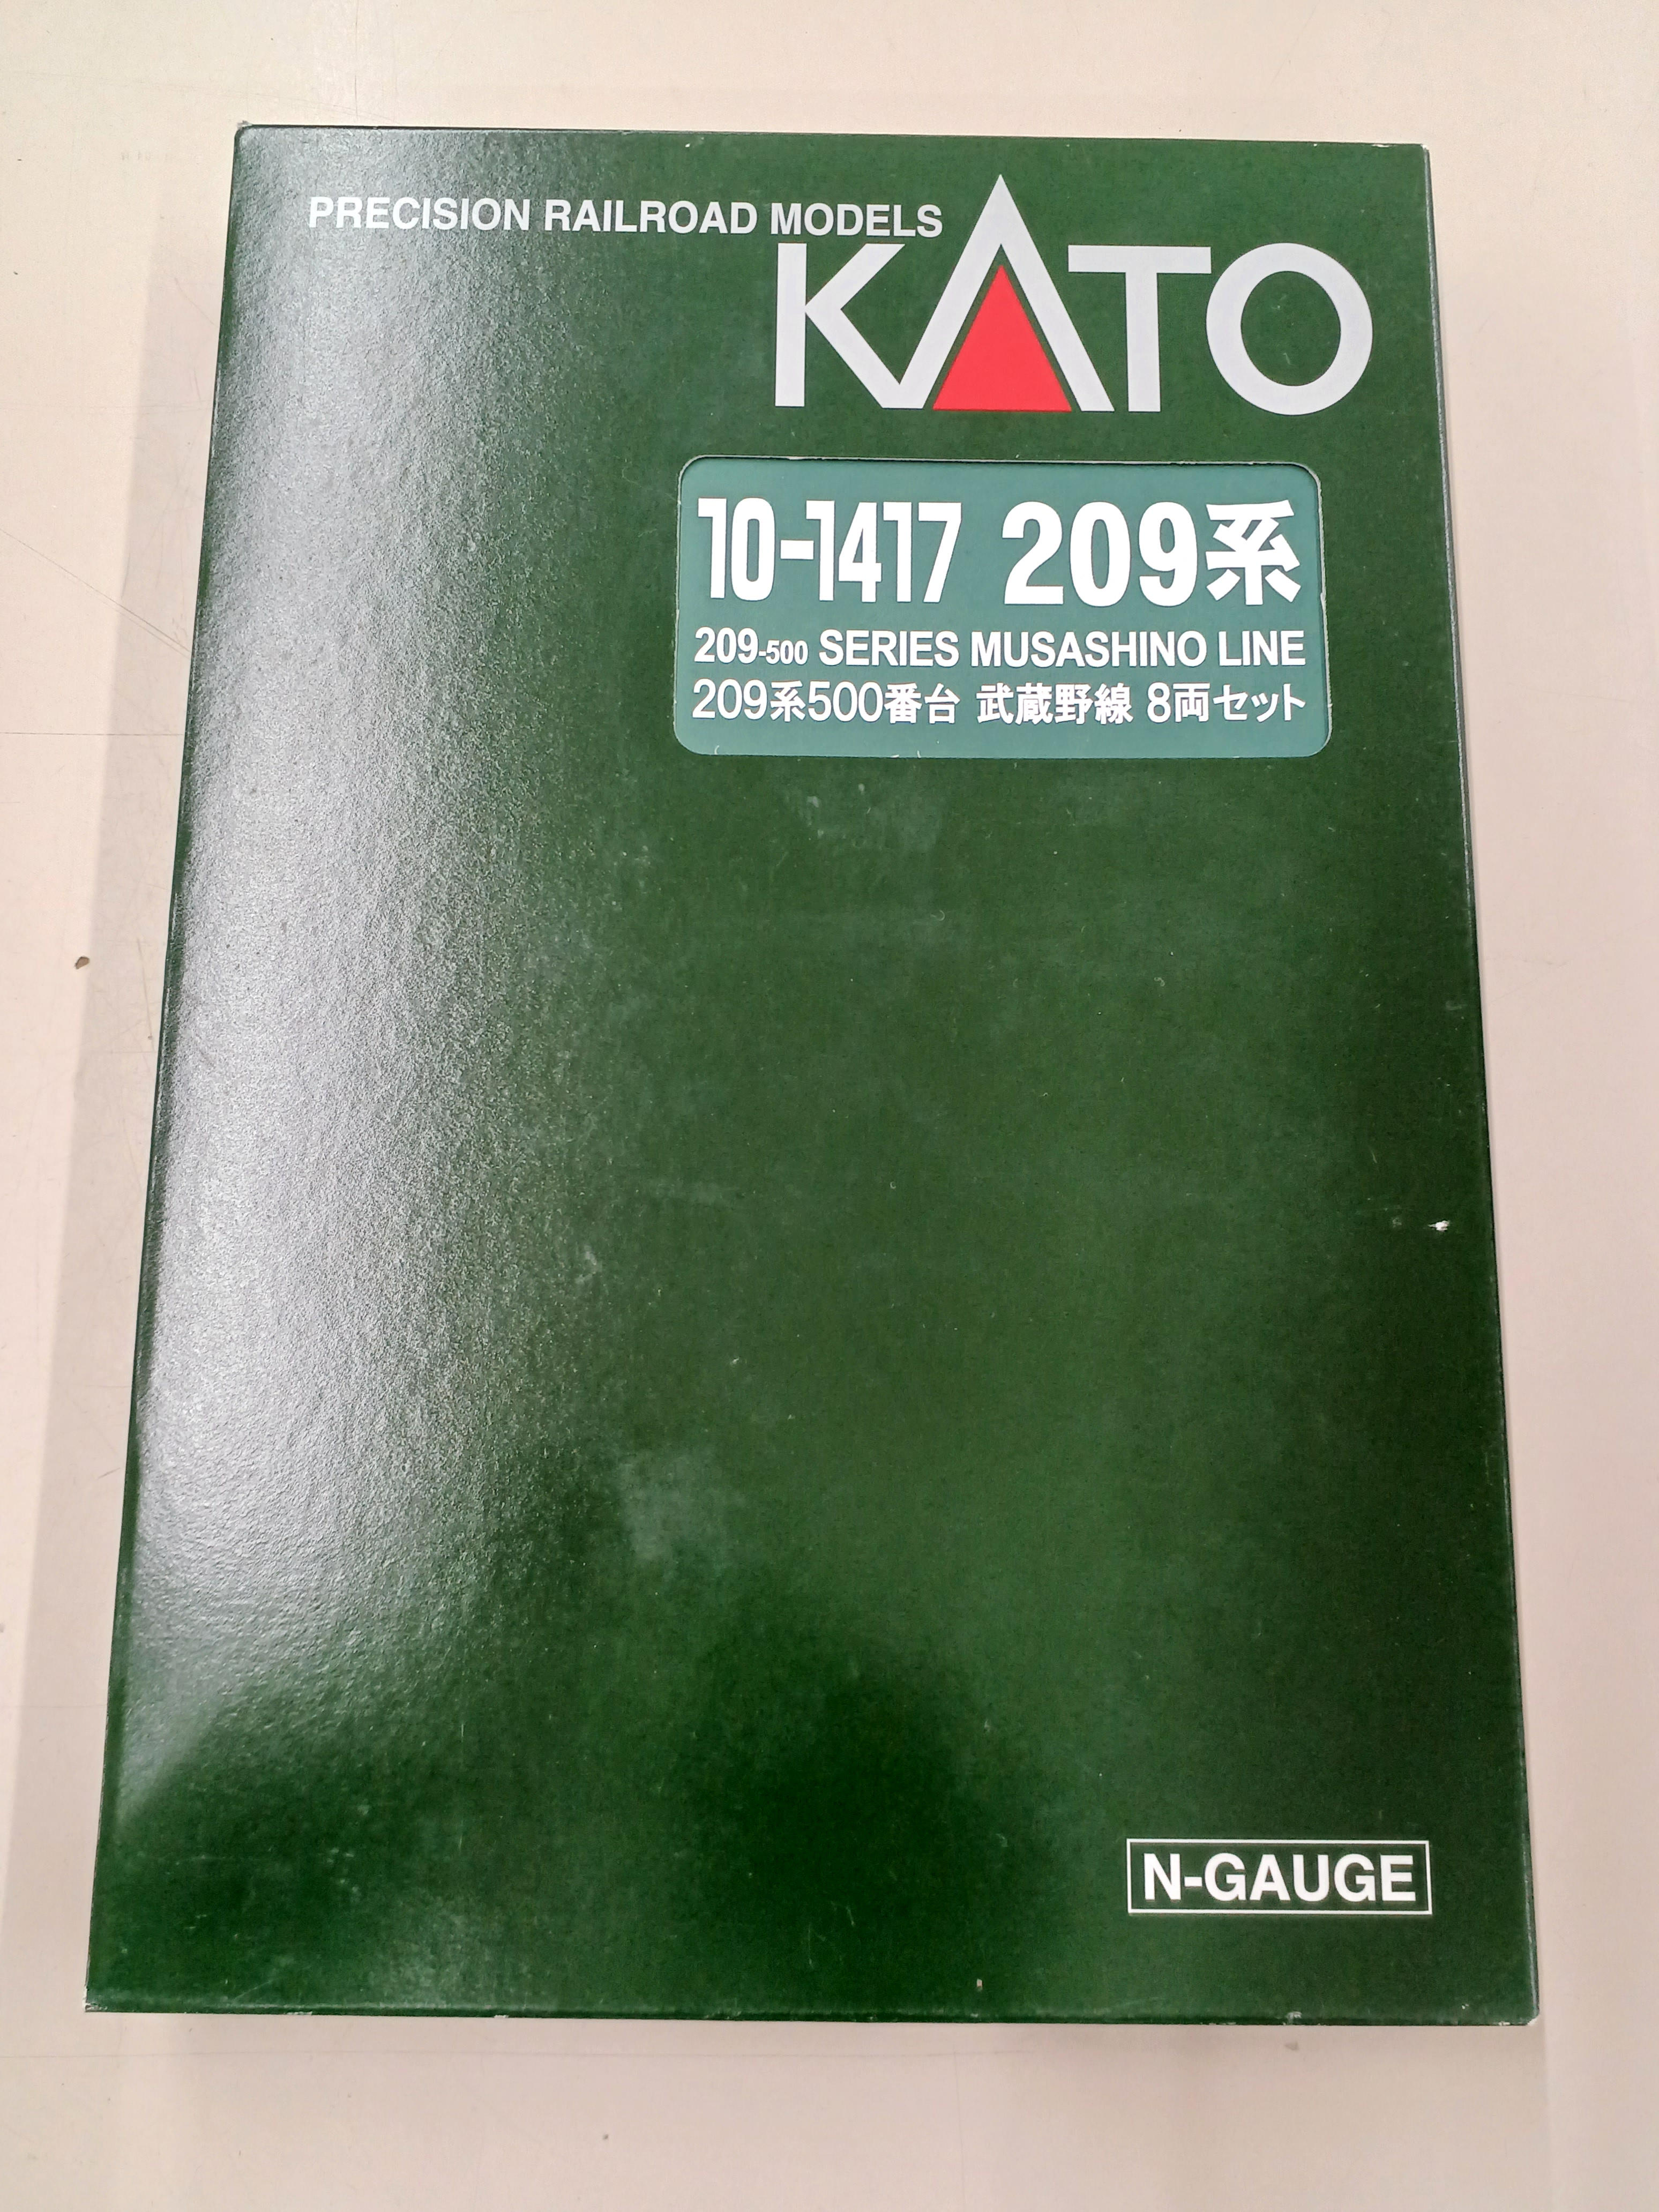 PRECISION RAILROAD MODELS
KATO
10-1417 209系
209-500 SERIES MUSASHINO LINE
209系500番台 武蔵野線 8両セット
N-GAUGE